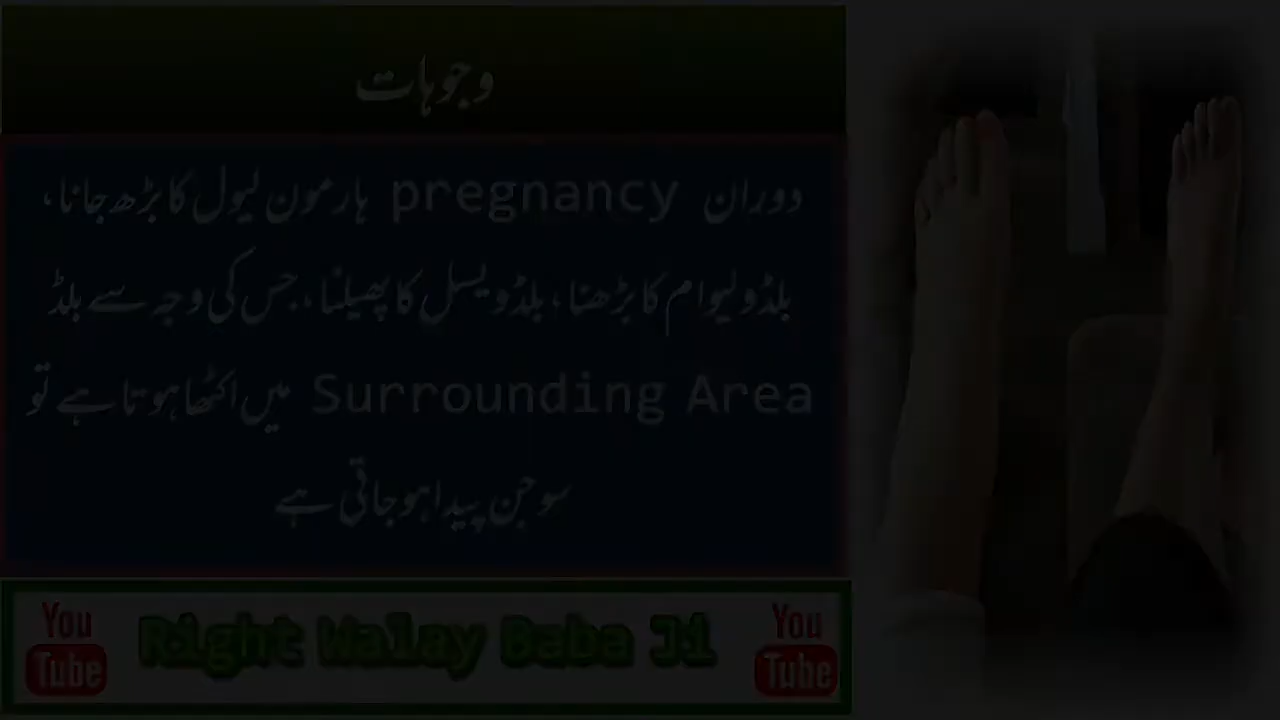 وجوہات
دوران pregnancy ہارمون لیول کا بڑھ جانا،
بلڈ ولیوام کا بڑھنا، بلڈ ویسل کا پھیلنا، جس کی وجہ سے بلڈ
Surrounding Area میں اکٹھا ہوتا ہے تو
سوجن پیدا ہو جاتی ہے
You Tube Right Walay Baba Ji You Tube